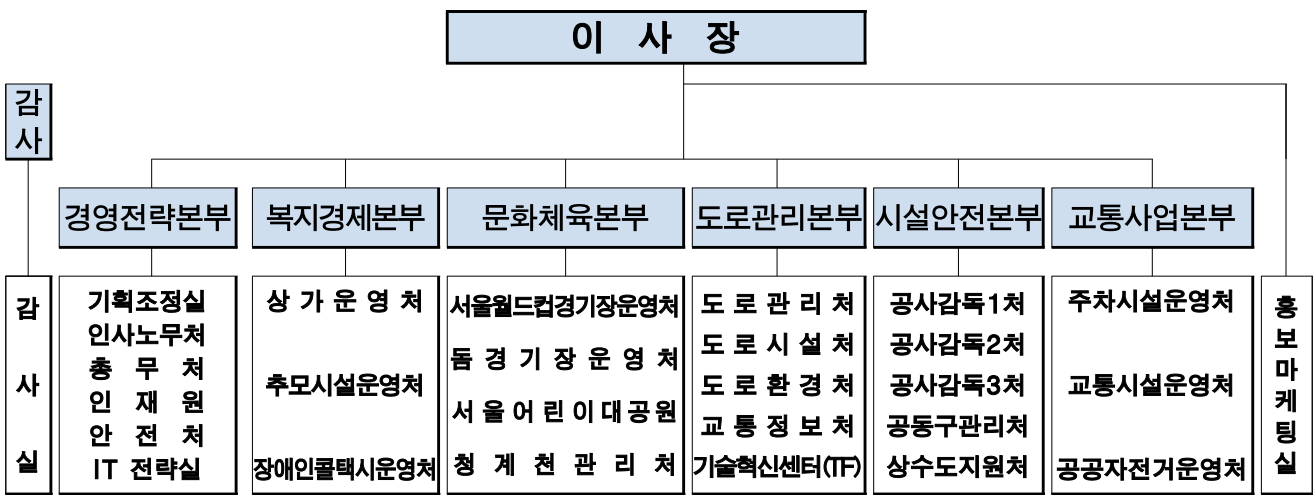 이 사 장
감
사
경영전략본부
복지경제본부
문화체육본부
도로관리본부
시설안전본부
교통사업본부
감
사
실
기획조정실
인사노무처
총 무 처
인 재 원
안 전 처
IT 전략실
상 가 운 영 처
추모시설운영처
장애인콜택시운영처
서울월드컵경기장운영처
돔 경 기 장 운 영 처
서 울 어 린 이 대 공 원
청 계 천 관 리 처
도 로 관 리 처
도 로 시 설 처
도 로 환 경 처
교 통 정 보 처
기술혁신센터(TF)
공사감독1처
공사감독2처
공사감독3처
공동구관리처
상수도지원처
주차시설운영처
교통시설운영처
공공자전거운영처
홍
보
마
케
팅
실